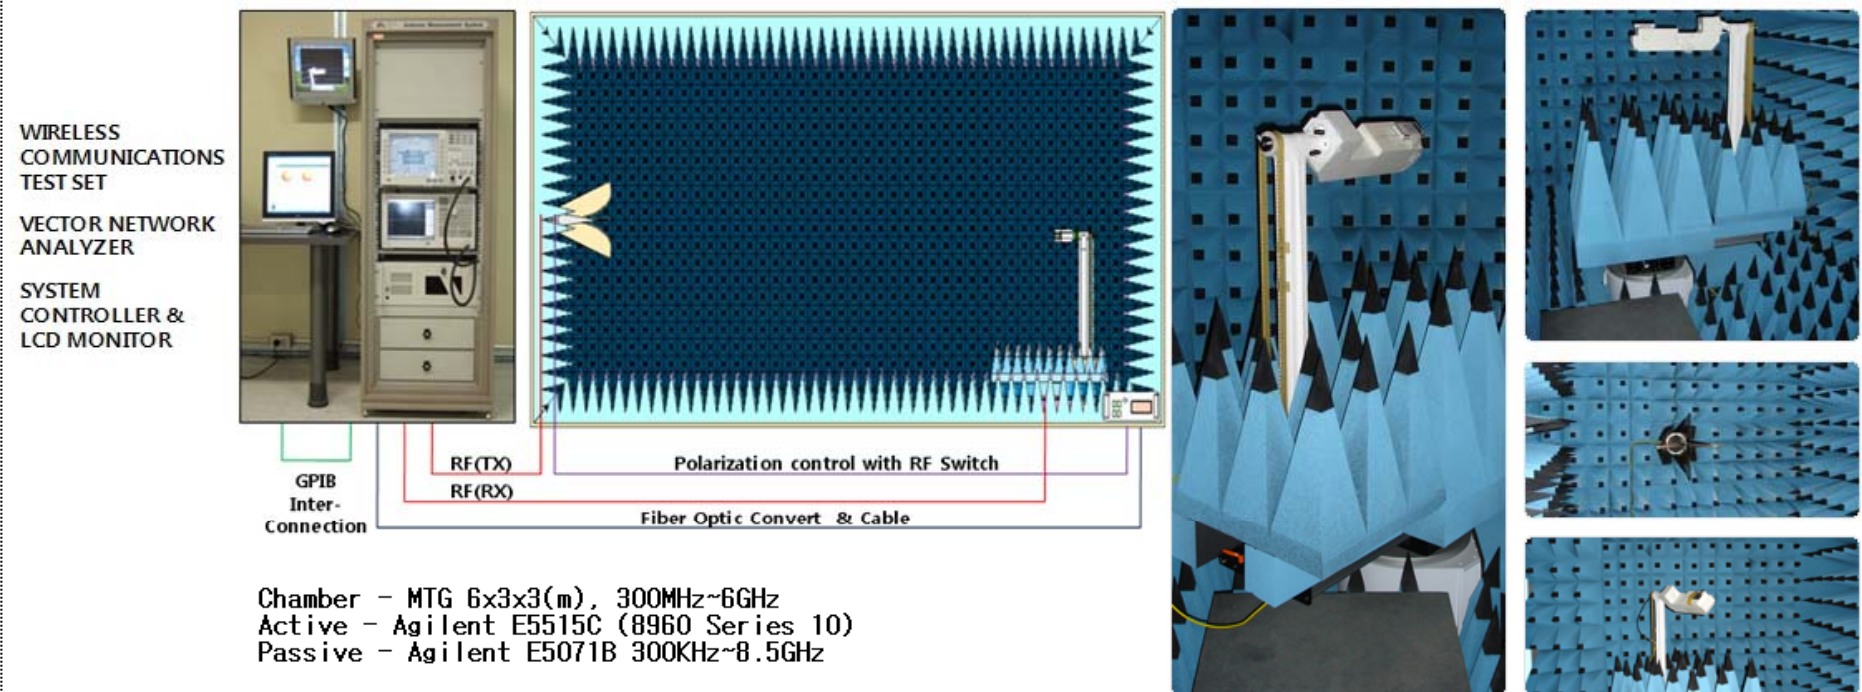 WIRELESS
COMMUNICATIONS
TEST SET
VECTOR NETWORK
ANALYZER
SYSTEM
CONTROLLER &
LCD MONITOR
GPIB
Inter-
Connection
RF(TX)
RF(RX)
Polarization control with RF Switch
Fiber Optic Convert & Cable
Chamber - MTG 6x3x3(m), 300MHz~6GHz
Active - Agilent E5515C (8960 Series 10)
Passive - Agilent E5071B 300KHz~8.5GHz